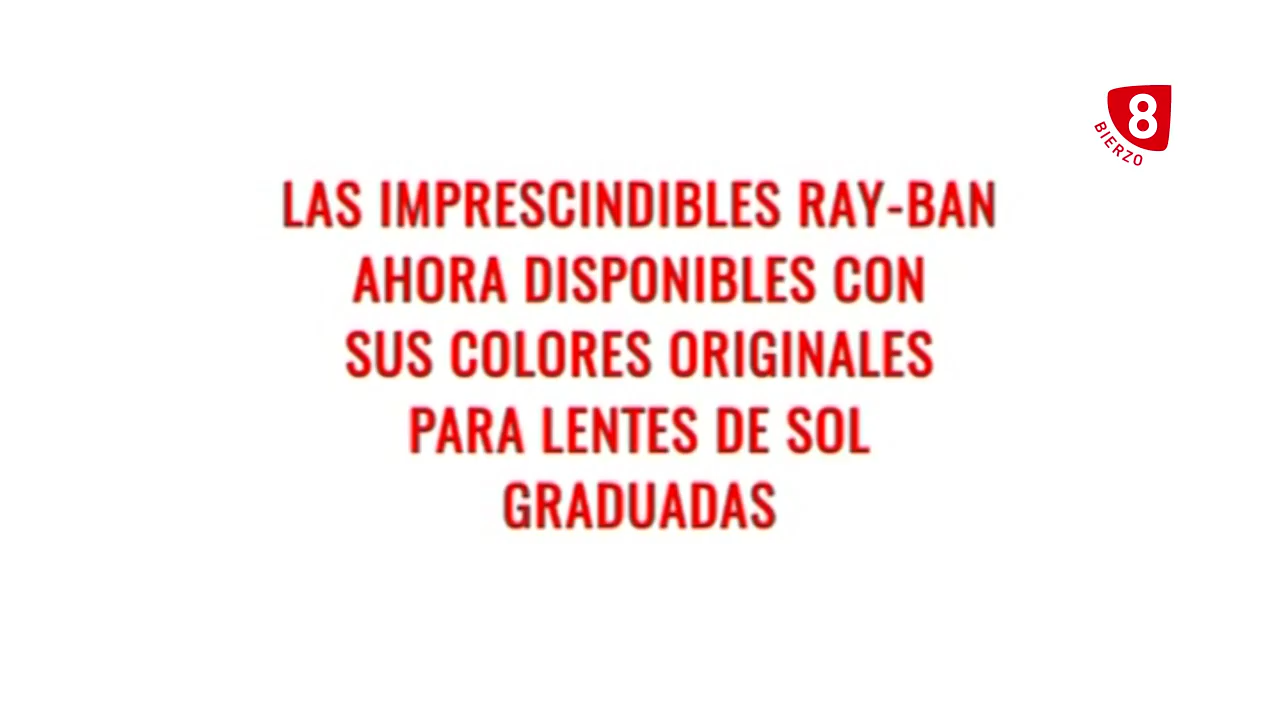 8
BIERZO
LAS IMPRESCINDIBLES RAY-BAN
AHORA DISPONIBLES CON
SUS COLORES ORIGINALES
PARA LENTES DE SOL
GRADUADAS